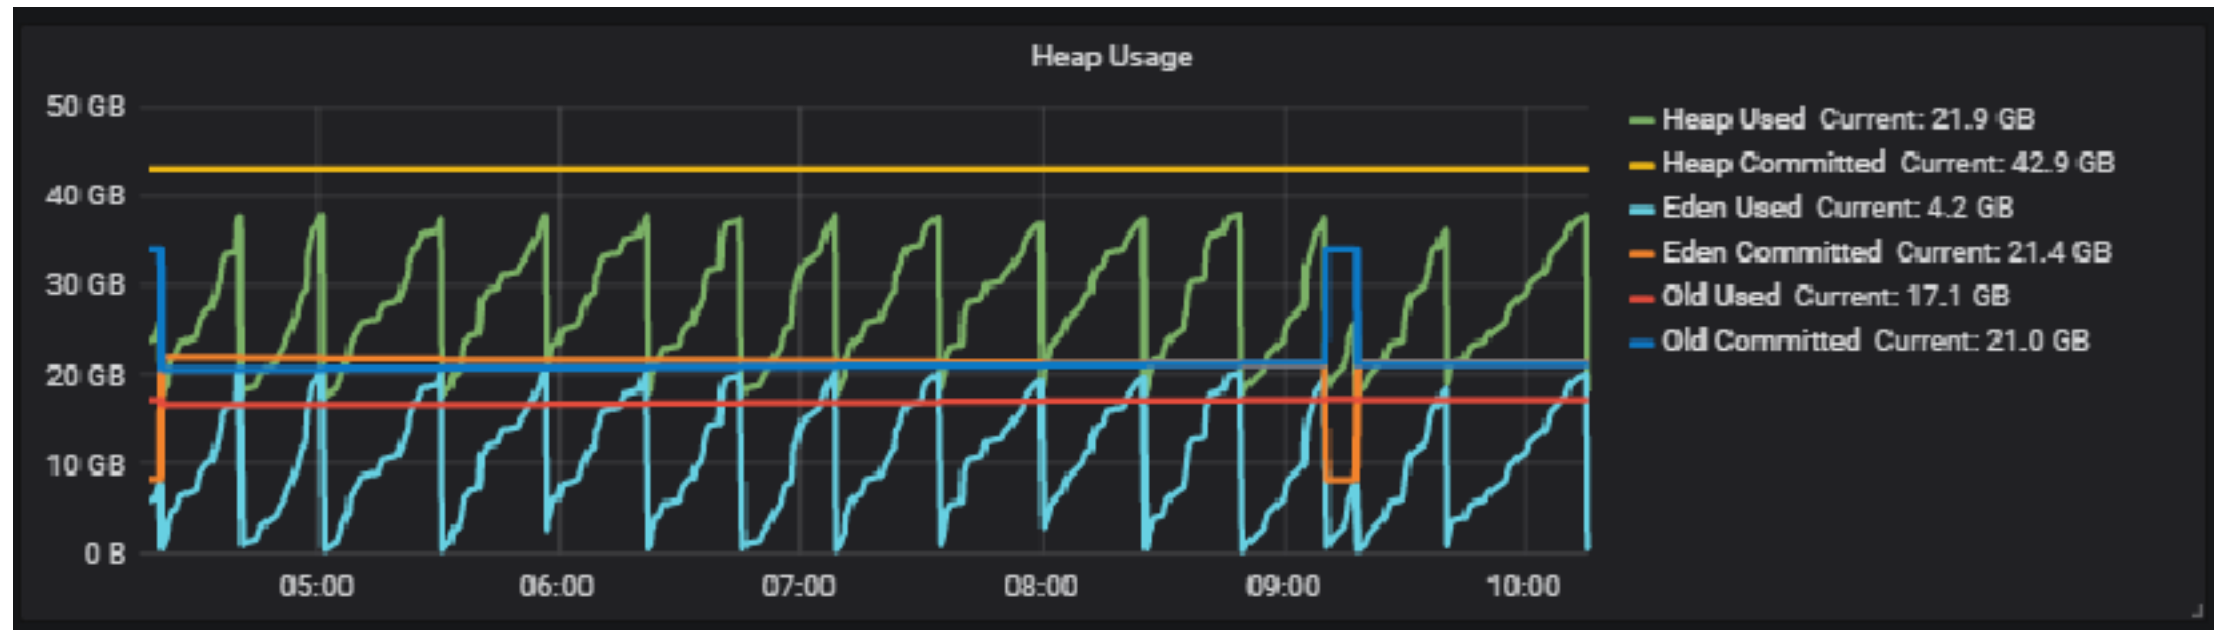 Heap Usage
50 GB
40 GB
30 GB
20 GB
10 GB
0 B
05:00 06:00 07:00 08:00 09:00 10:00
Heap Used Current: 21.9 GB
Heap Committed Current: 42.9 GB
Eden Used Current: 4.2 GB
Eden Committed Current: 21.4 GB
Old Used Current: 17.1 GB
Old Committed Current: 21.0 GB